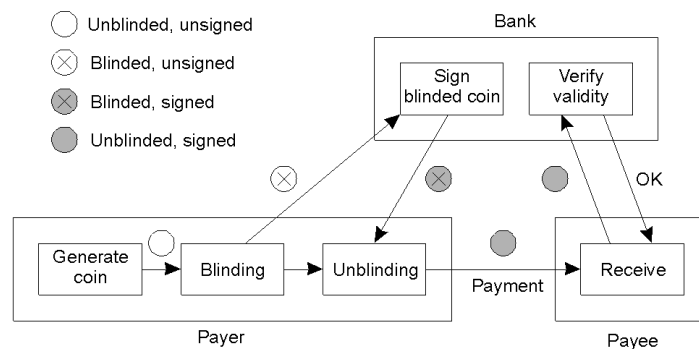 Unblinded, unsigned
Blinded, unsigned
Blinded, signed
Unblinded, signed
Bank
Sign
blinded coin
Verify
validity
OK
Generate
coin
Blinding
Unblinding
Payment
Receive
Payer
Payee